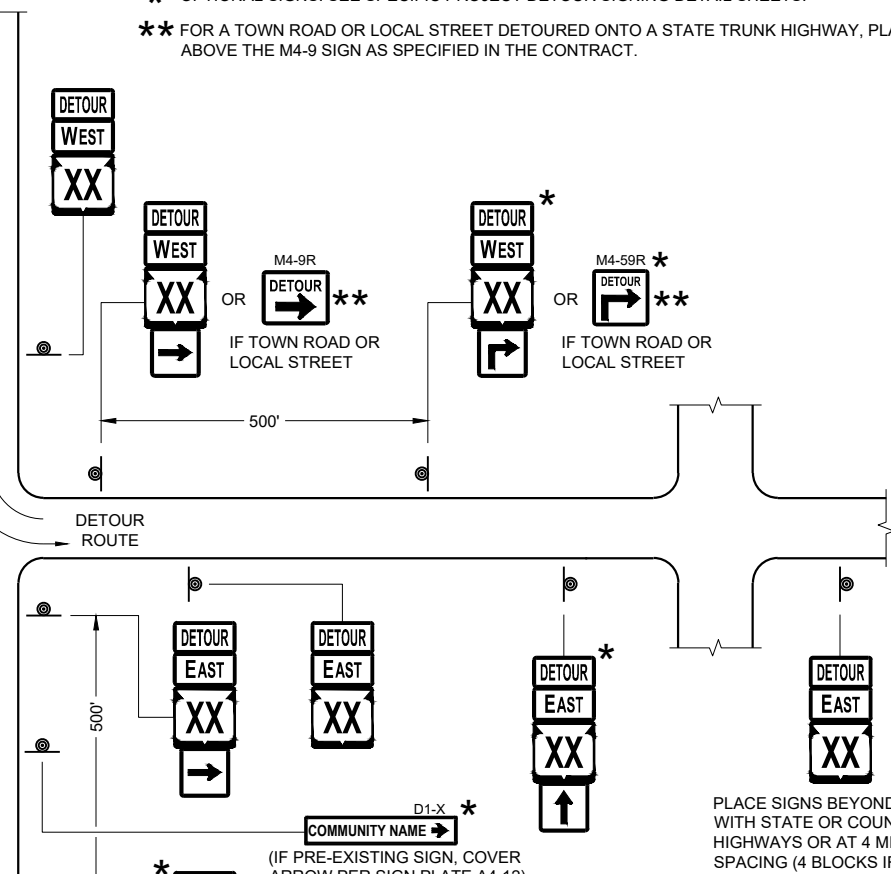 ** FOR A TOWN ROAD OR LOCAL STREET DETOURED ONTO A STATE TRUNK HIGHWAY,
ABOVE THE M4-9 SIGN AS SPECIFIED IN THE CONTRACT.
DETOUR
WEST
XX
DETOUR
WEST
XX
OR
M4-9R
DETOUR
**
IF TOWN ROAD OR
LOCAL STREET
DETOUR *
WEST
XX
OR
M4-59R *
DETOUR
**
IF TOWN ROAD OR
LOCAL STREET
500'
DETOUR
ROUTE
500'
DETOUR
EAST
XX
DETOUR
EAST
XX
DETOUR *
EAST
XX
DETOUR
EAST
XX
D1-X *
COMMUNITY NAME
(IF PRE-EXISTING SIGN, COVER
*
PLACE SIGNS BEYOND
WITH STATE OR
HIGHWAYS OR AT 4
SPACING (4 BLOCKS